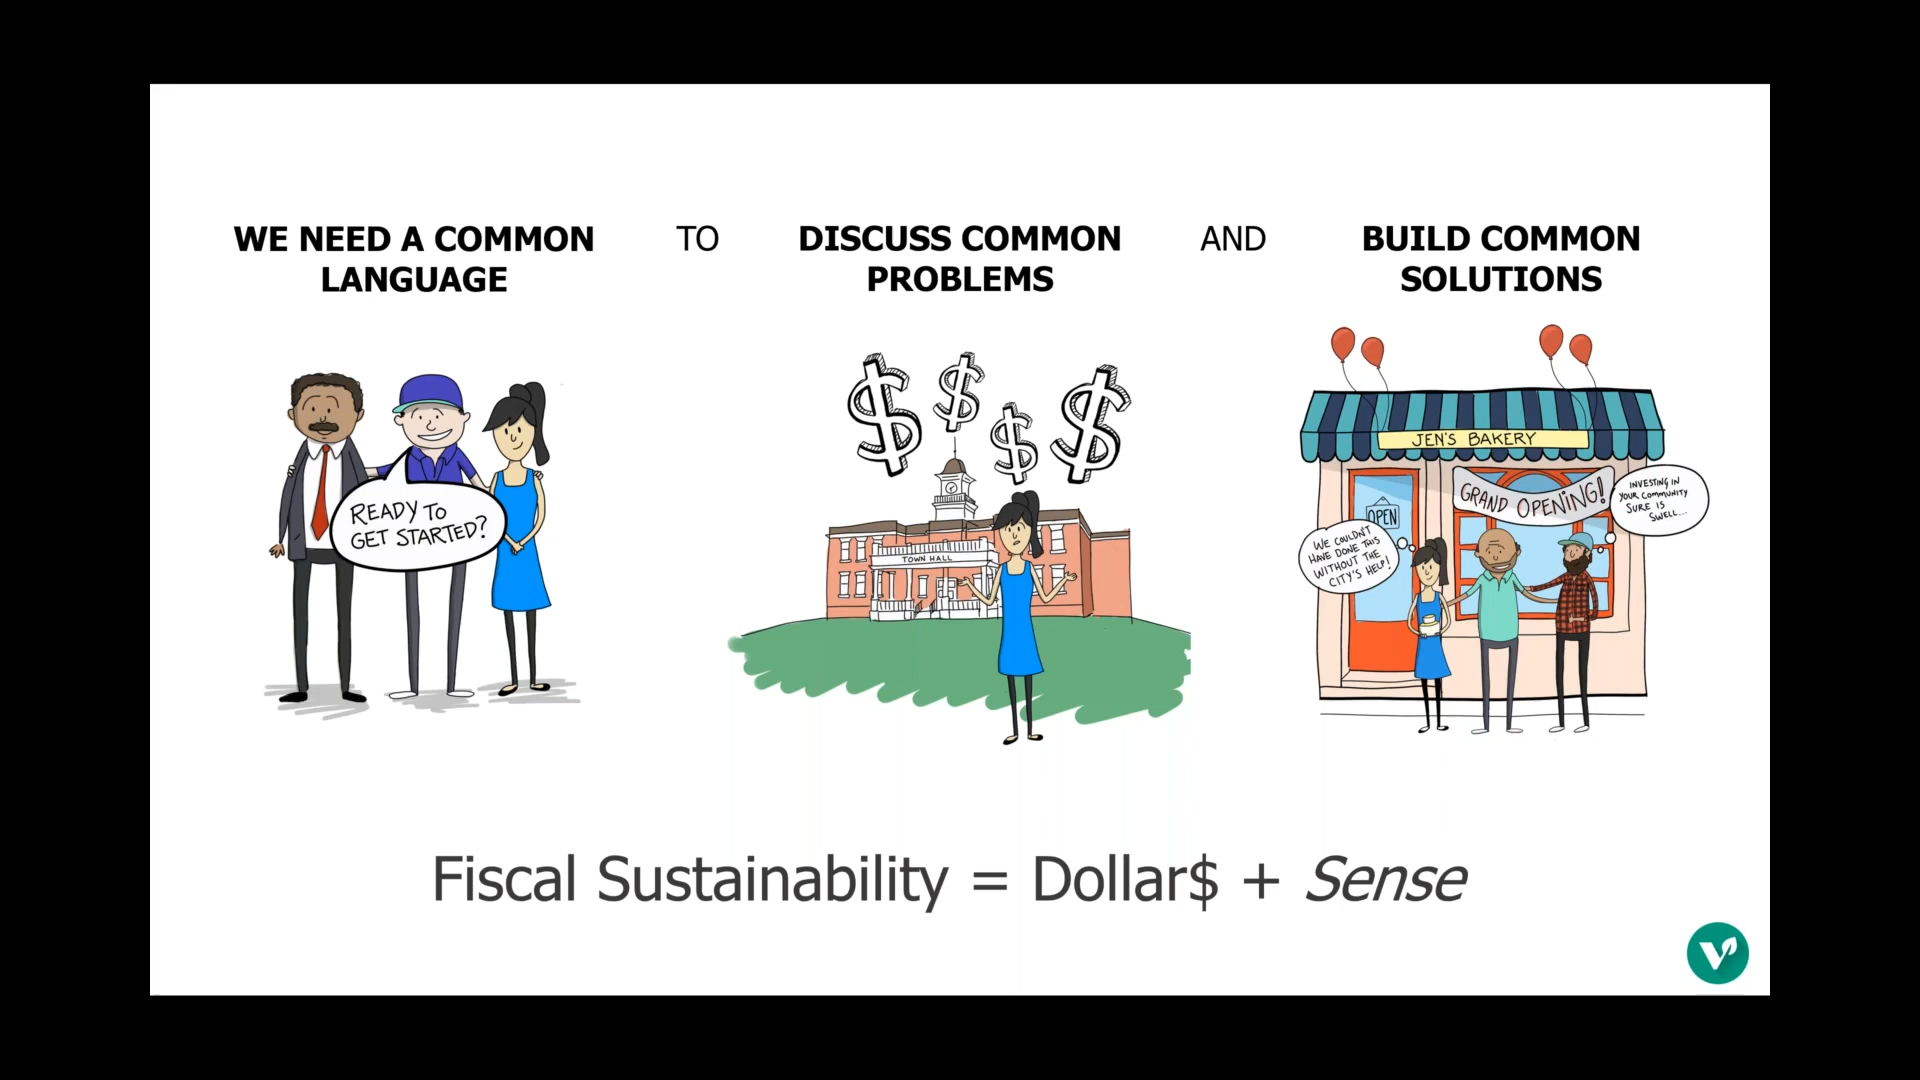 WE NEED A COMMON
LANGUAGE
TO
DISCUSS COMMON
PROBLEMS
AND
BUILD COMMON
SOLUTIONS
READY TO
GET STARTED?
TOWN HALL
JEN'S BAKERY
GRAND OPENING!
OPEN
INVESTING IN
YOUR COMMUNITY
SURE IS
SWELL...
WE COULDN'T
HAVE DONE THIS
WITHOUT THE
CITY'S HELP!
Fiscal Sustainability = Dollar$ + Sense